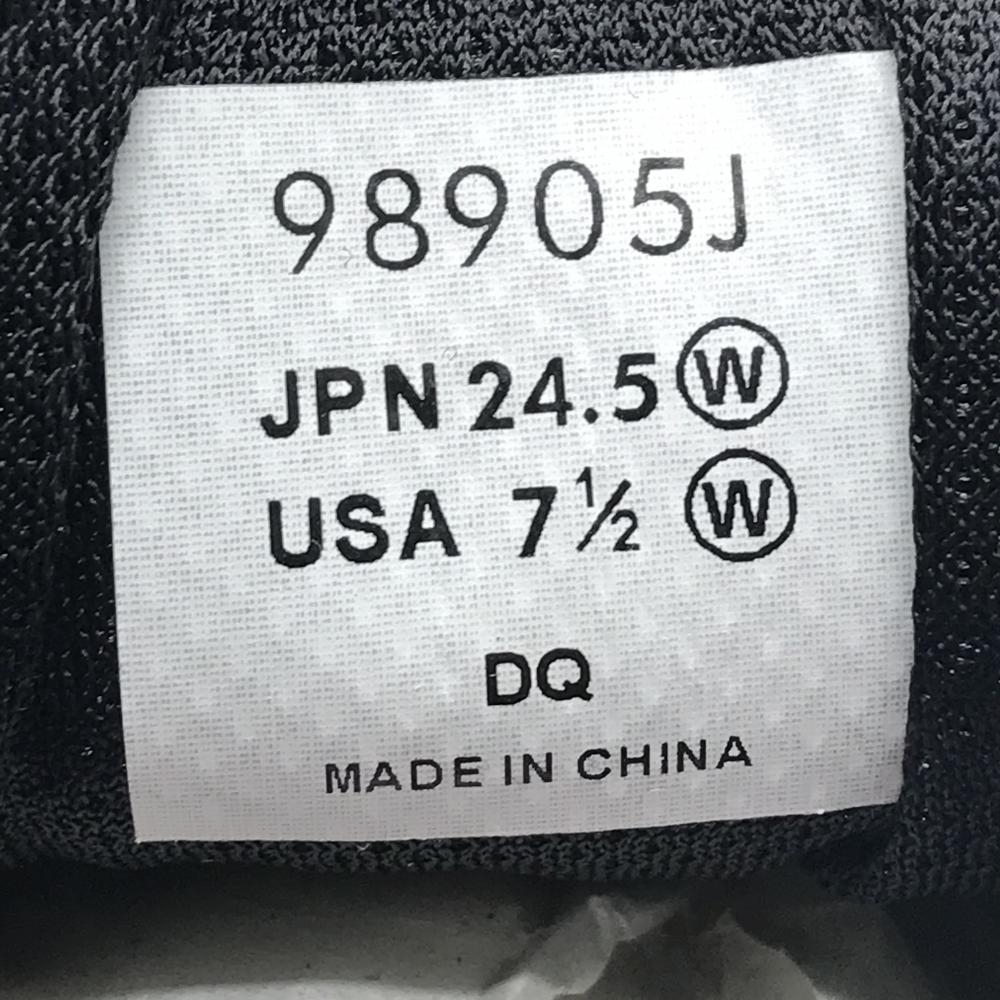 98905J
JPN 24.5 Ⓦ
USA 7½ Ⓦ
DQ
MADE IN CHINA